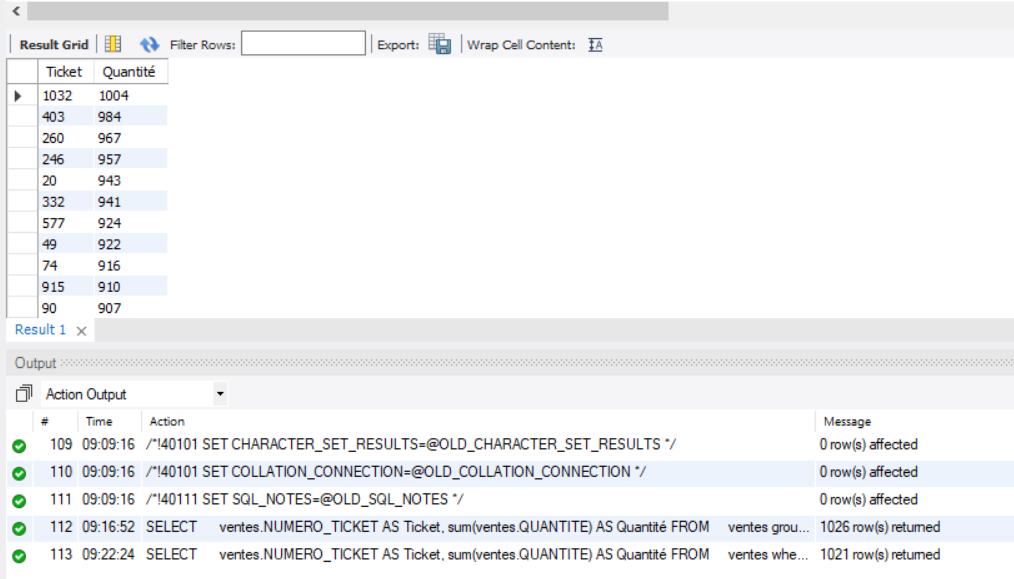 Result Grid Filter Rows: Export: Wrap Cell Content: IA
Ticket Quantité
1032 1004
403 984
260 967
246 957
20 943
332 941
577 924
49 922
74 916
915 910
90 907
Result 1
Output
Action Output
# Time Action Message
109 09:09:16 /*!40101 SET CHARACTER_SET_RESULTS=@OLD_CHARACTER_SET_RESULTS */ 0 row(s) affected
110 09:09:16 /*!40101 SET COLLATION_CONNECTION=@OLD_COLLATION_CONNECTION */ 0 row(s) affected
111 09:09:16 /*!40111 SET SQL_NOTES=@OLD_SQL_NOTES */ 0 row(s) affected
112 09:16:52 SELECT ventes.NUMERO_TICKET AS Ticket, sum(ventes.QUANTITE) AS Quantité FROM ventes grou... 1026 row(s) returned
113 09:22:24 SELECT ventes.NUMERO_TICKET AS Ticket, sum(ventes.QUANTITE) AS Quantité FROM ventes whe... 1021 row(s) returned